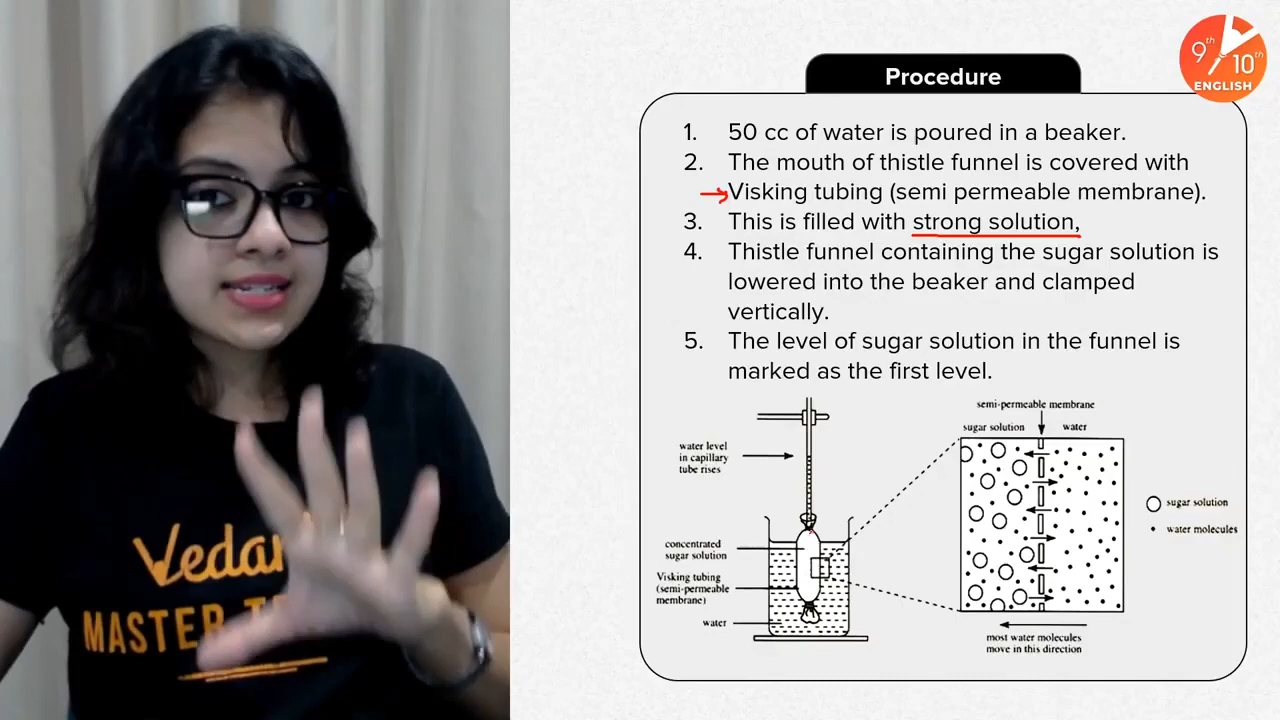 9th
10th
ENGLISH
Procedure
1. 50 cc of water is poured in a beaker.
2. The mouth of thistle funnel is covered with
Visking tubing (semi permeable membrane).
3. This is filled with strong solution,
4. Thistle funnel containing the sugar solution is
lowered into the beaker and clamped
vertically.
5. The level of sugar solution in the funnel is
marked as the first level.
semi-permeable membrane
sugar solution
water
water level
in capillary
tube rises
sugar solution
water molecules
concentrated
sugar solution
Visking tubing
(semi-permeable
membrane)
water
most water molecules
move in this direction
MASTER